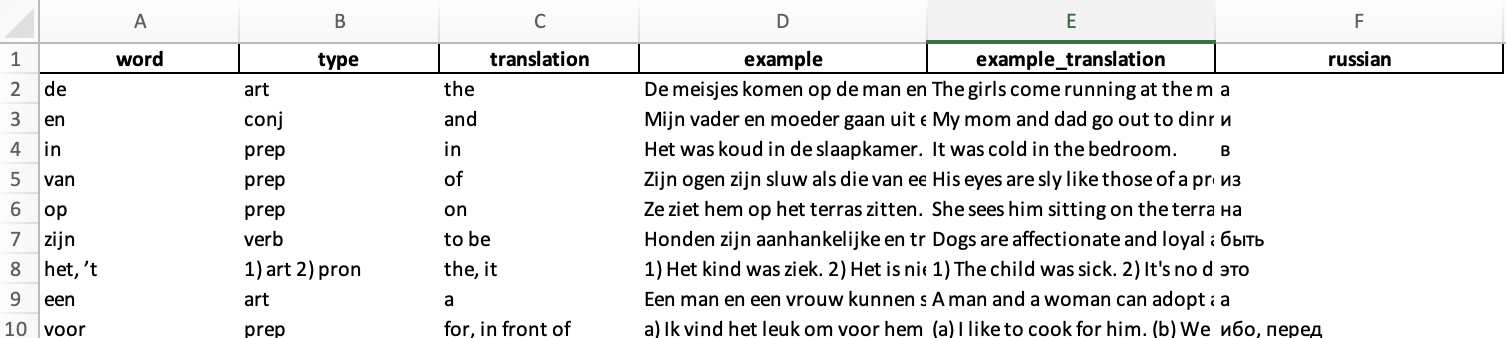 A B C D E F
1 word type translation example example_translation russian
2 de art the De meisjes komen op de man en The girls come running at the m а
3 en conj and Mijn vader en moeder gaan uit e My mom and dad go out to dinr и
4 in prep in Het was koud in de slaapkamer. It was cold in the bedroom. в
5 van prep of Zijn ogen zijn sluw als die van ee His eyes are sly like those of a pr из
6 op prep on Ze ziet hem op het terras zitten. She sees him sitting on the terra на
7 zijn verb to be Honden zijn aanhankelijke en tr Dogs are affectionate and loyal a быть
8 het, ’t 1) art 2) pron the, it 1) Het kind was ziek. 2) Het is nie 1) The child was sick. 2) It's no d это
9 een art a Een man en een vrouw kunnen s A man and a woman can adopt a а
10 voor prep for, in front of a) Ik vind het leuk om voor hem (a) I like to cook for him. (b) We ибо, перед